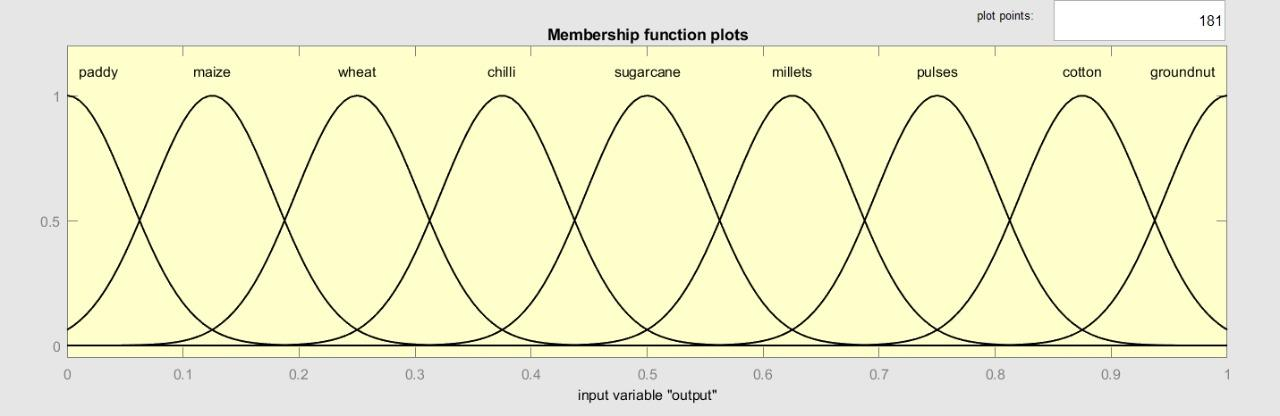 plot points: 181
Membership function plots
paddy maize wheat chilli sugarcane millets pulses cotton groundnut
1
0.5
0
0 0.1 0.2 0.3 0.4 0.5 0.6 0.7 0.8 0.9 1
input variable "output"